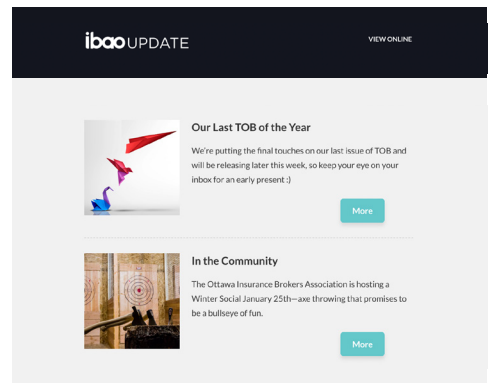 ibao UPDATE
VIEW ONLINE
Our Last TOB of the Year
We're putting the final touches on our last issue of TOB and
will be releasing later this week, so keep your eye on your
inbox for an early present :)
More
In the Community
The Ottawa Insurance Brokers Association is hosting a
Winter Social January 25th—axe throwing that promises to
be a bullseye of fun.
More